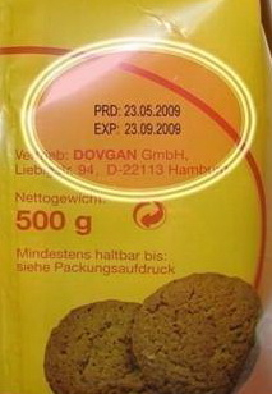 PRD: 23.05.2009
EXP: 23.09.2009
Vertrieb: DOVGAN GmbH,
94, D-22113 Hamburg
Nettogewicht:
500 g
Mindestens haltbar bis:
siehe Packungsaufdruck